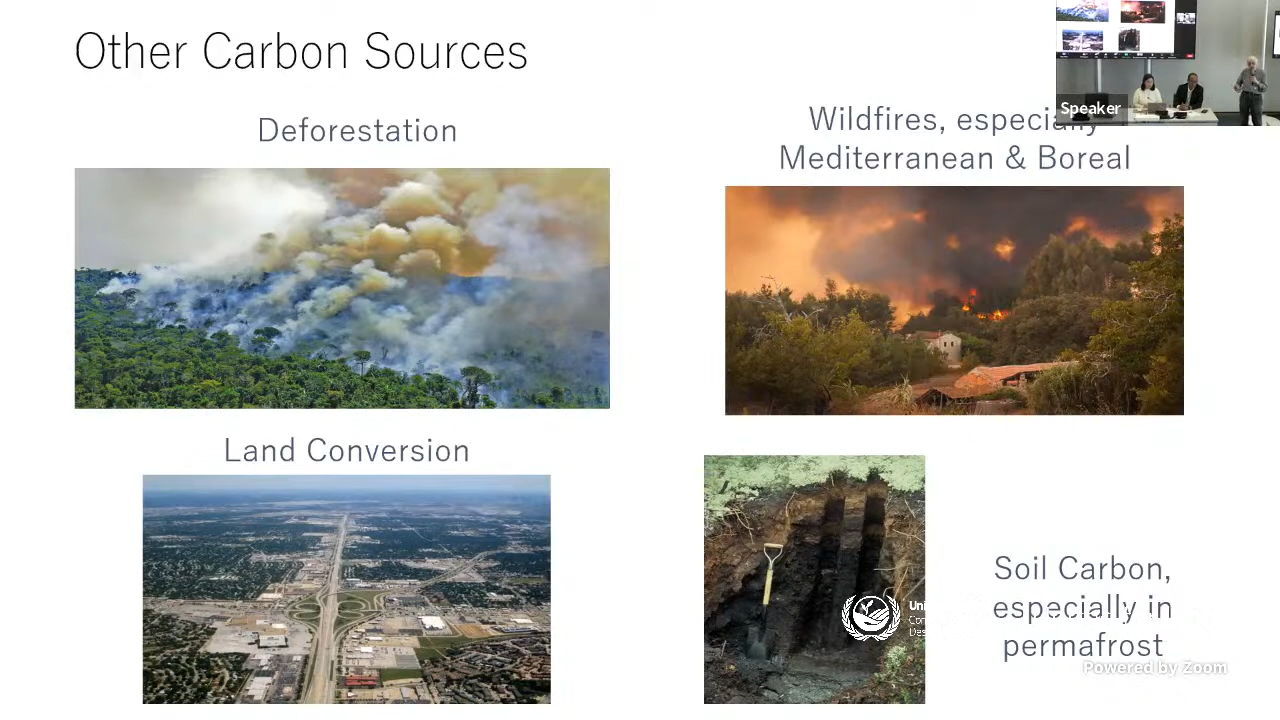 Other Carbon Sources
Speaker
Deforestation
Wildfires, especially
Mediterranean & Boreal
Land Conversion
Soil Carbon,
especially in
permafrost
Powered by Zoom